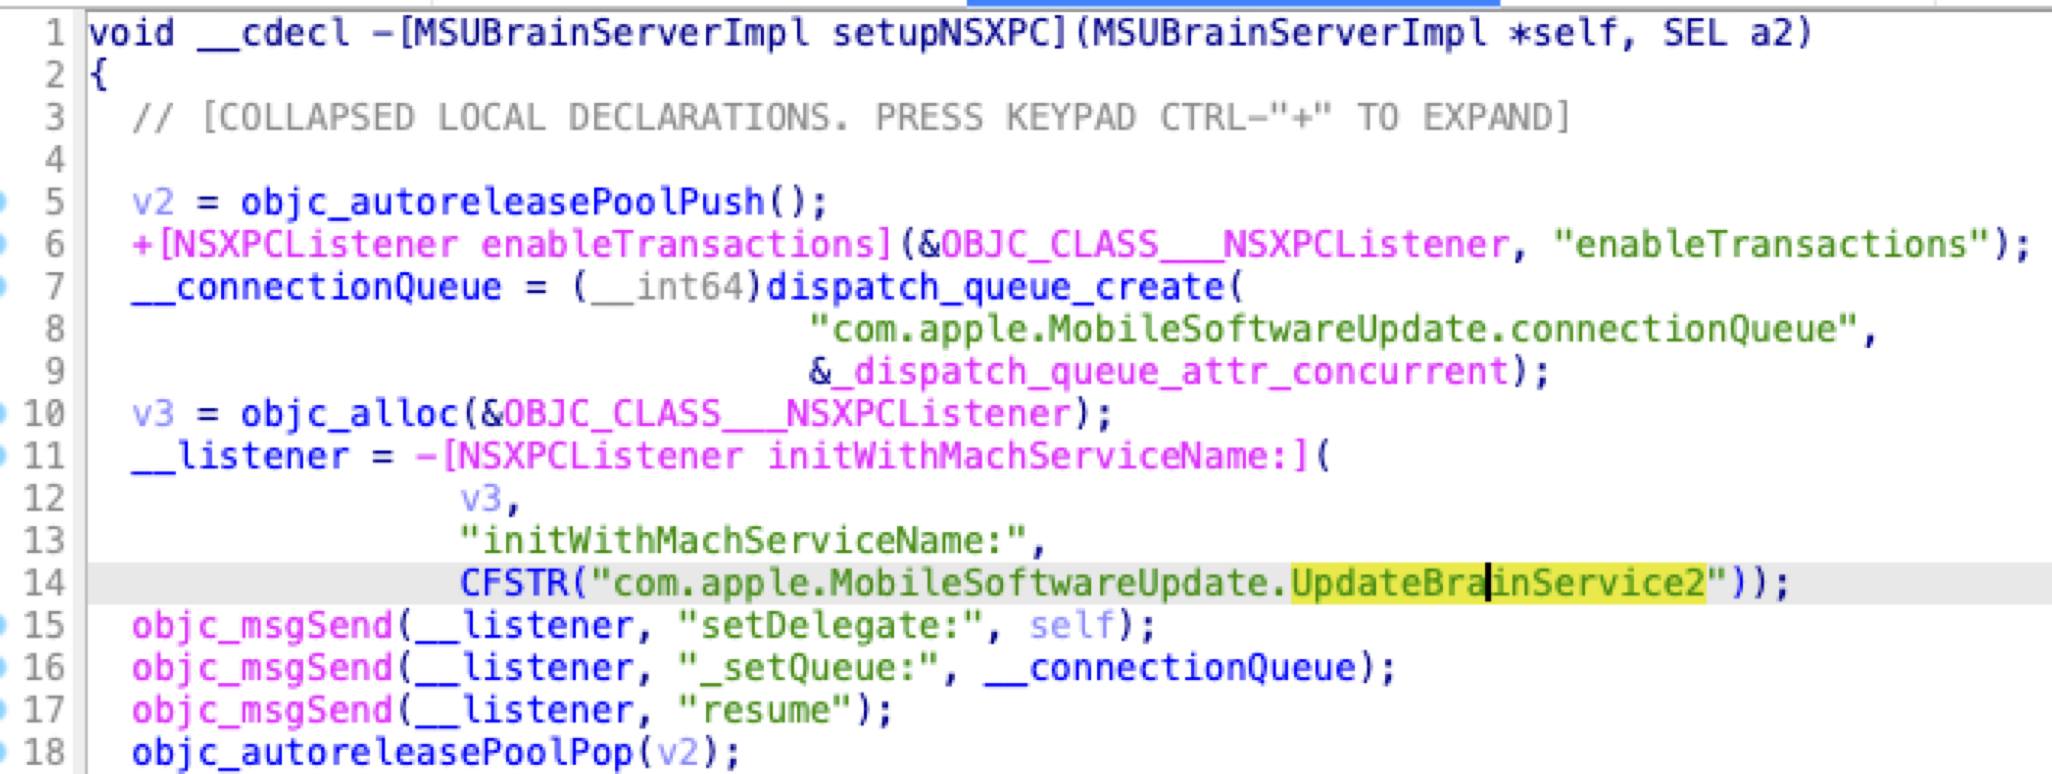 1 void __cdecl -[MSUBrainServerImpl setupNSXPC](MSUBrainServerImpl *self, SEL a2)
2 {
3   // [COLLAPSED LOCAL DECLARATIONS. PRESS KEYPAD CTRL-"+" TO EXPAND]
4
5   v2 = objc_autoreleasePoolPush();
6   +[NSXPCListener enableTransactions](&OBJC_CLASS___NSXPCListener, "enableTransactions");
7   __connectionQueue = (__int64)dispatch_queue_create(
8                                  "com.apple.MobileSoftwareUpdate.connectionQueue",
9                                  &_dispatch_queue_attr_concurrent);
10   v3 = objc_alloc(&OBJC_CLASS___NSXPCListener);
11   __listener = -[NSXPCListener initWithMachServiceName:](
12                  v3,
13                  "initWithMachServiceName:",
14                  CFSTR("com.apple.MobileSoftwareUpdate.UpdateBrainService2"));
15   objc_msgSend(__listener, "setDelegate:", self);
16   objc_msgSend(__listener, "_setQueue:", __connectionQueue);
17   objc_msgSend(__listener, "resume");
18   objc_autoreleasePoolPop(v2);